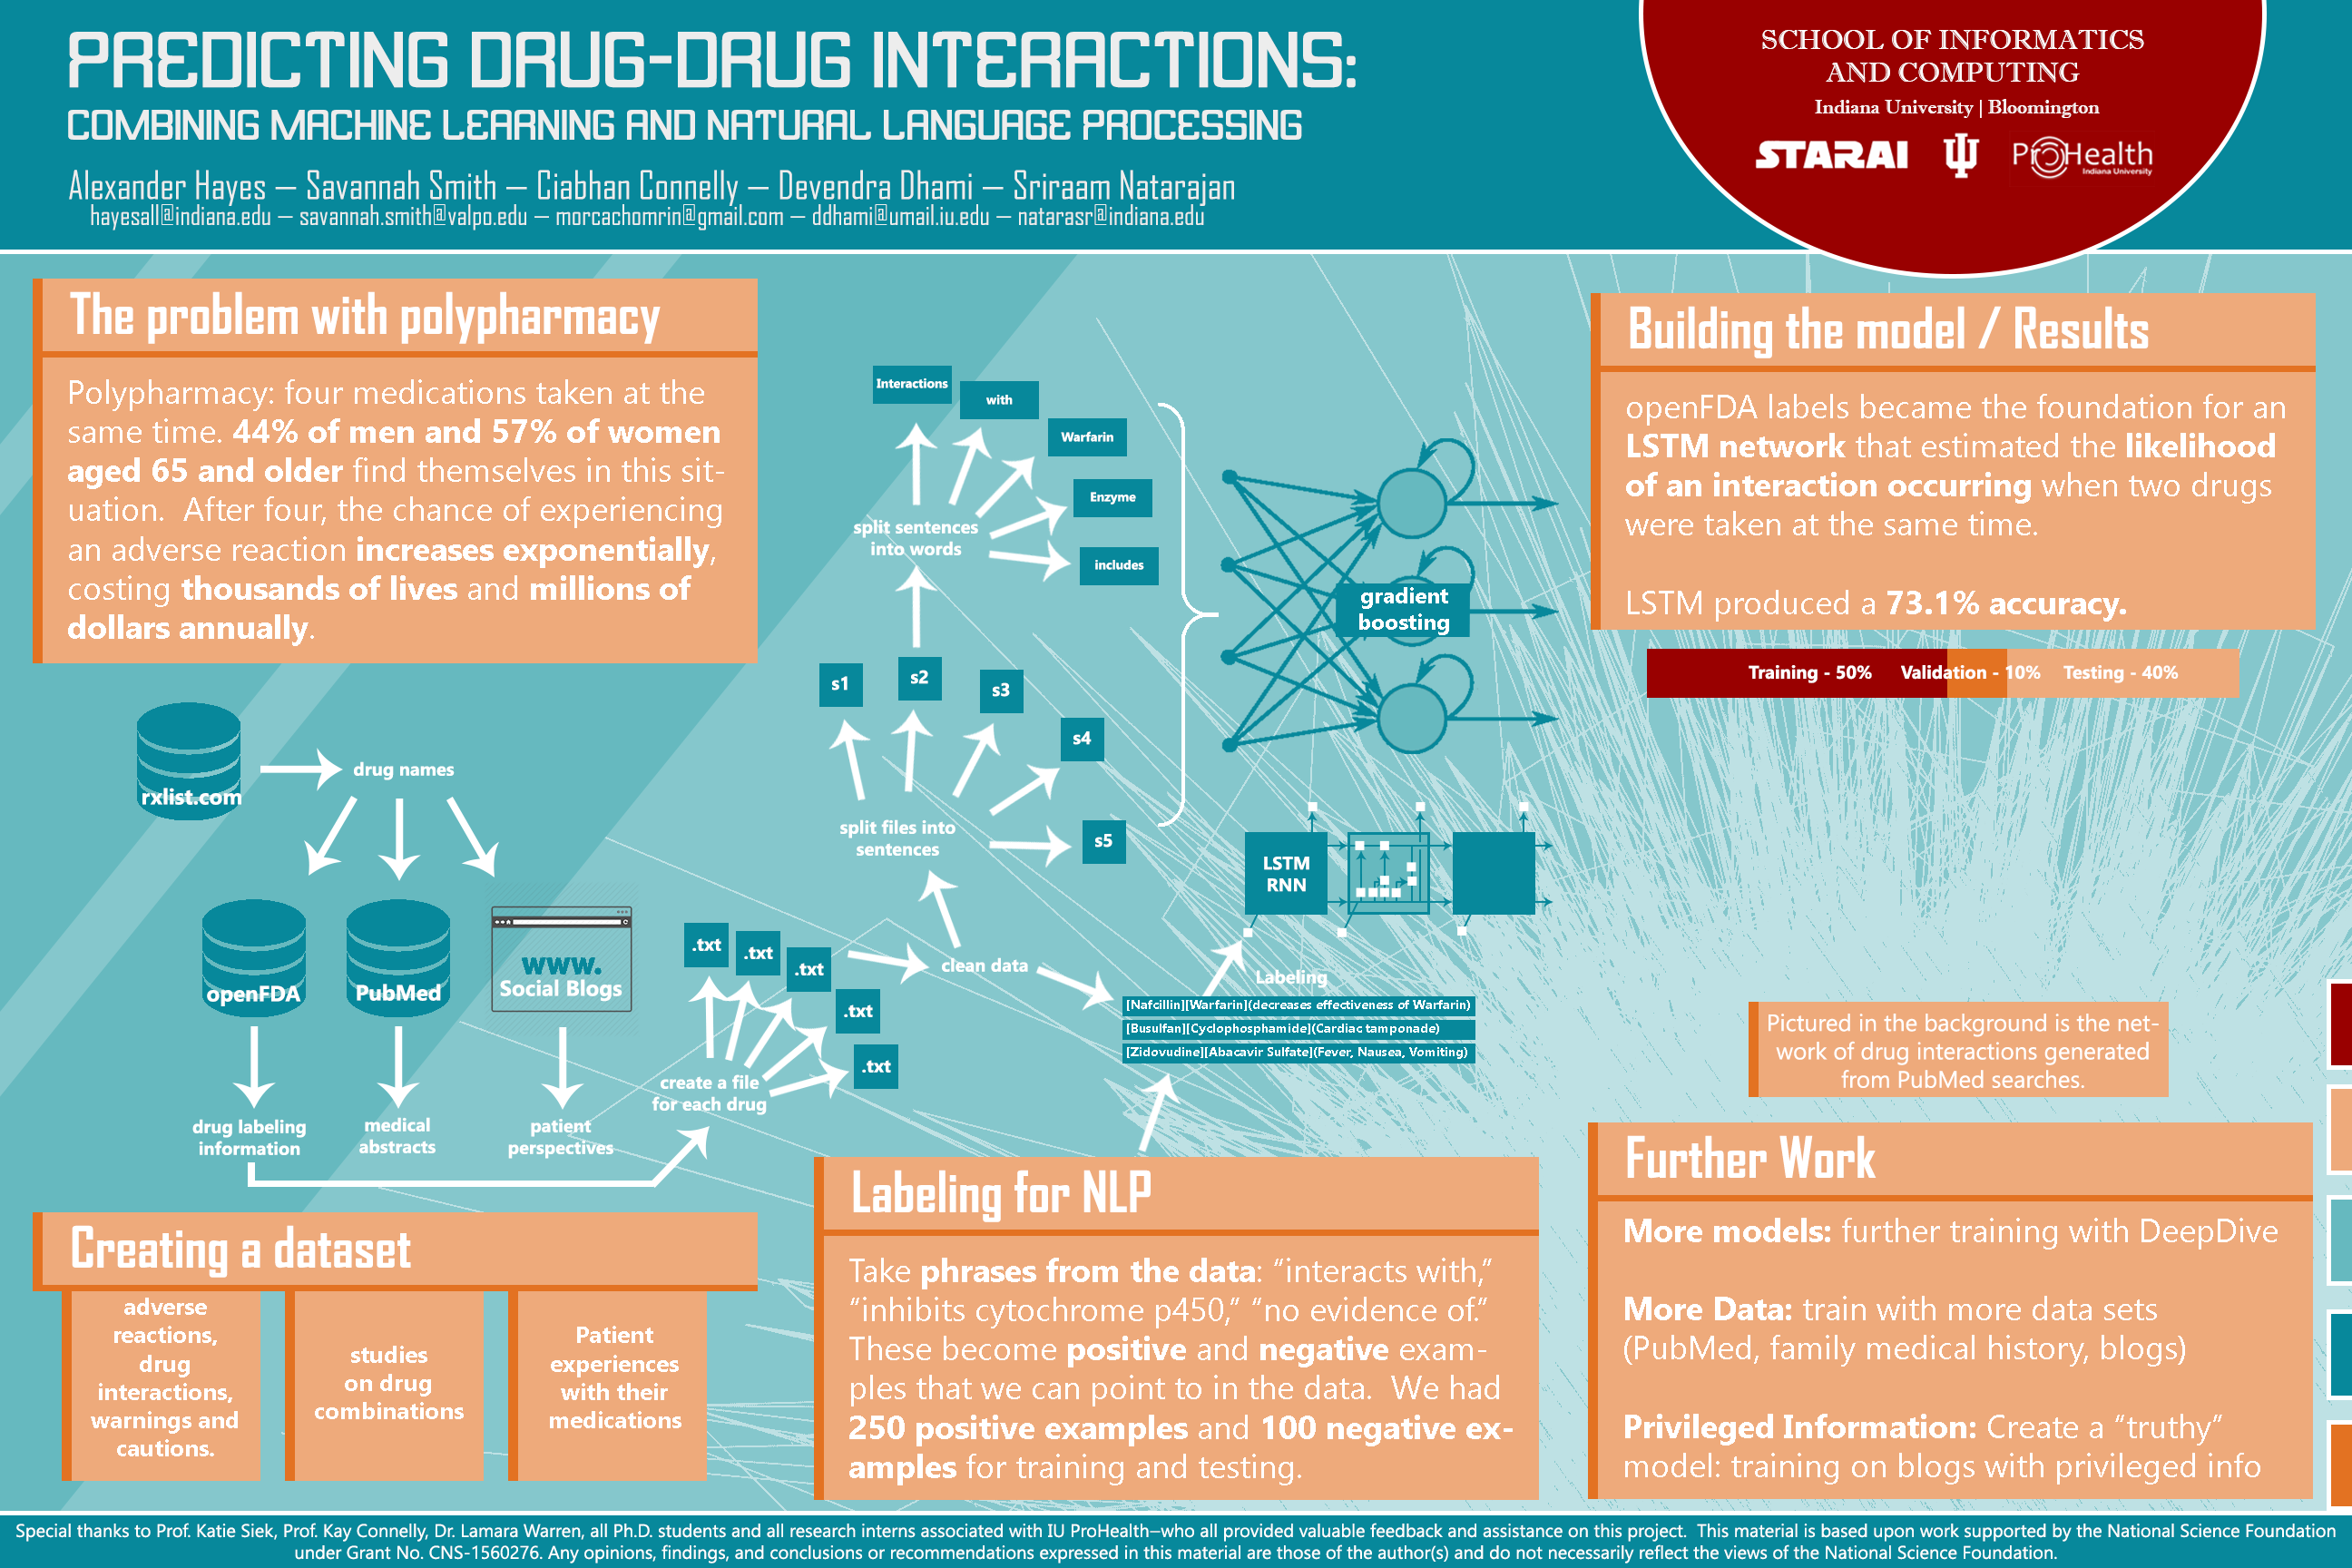 PREDICTING DRUG-DRUG INTERACTIONS:
COMBINING MACHINE LEARNING AND NATURAL LANGUAGE PROCESSING
Alexander Hayes — Savannah Smith — Ciabhan Connelly — Devendra Dhami — Sriraam Natarajan
hayesall@indiana.edu — savannah.smith@valpo.edu — morcachomrin@gmail.com — ddhami@umail.iu.edu — natarasr@indiana.edu
SCHOOL OF INFORMATICS
AND COMPUTING
Indiana University | Bloomington
STARAI
ProHealth
Indiana University
The problem with polypharmacy
Polypharmacy: four medications taken at the
same time. 44% of men and 57% of women
aged 65 and older find themselves in this sit-
uation.  After four, the chance of experiencing
an adverse reaction increases exponentially,
costing thousands of lives and millions of
dollars annually.
rxlist.com
drug names
openFDA
PubMed
www.
Social Blogs
drug labeling
information
medical
abstracts
patient
perspectives
Creating a dataset
adverse
reactions,
drug
interactions,
warnings and
cautions.
studies
on drug
combinations
Patient
experiences
with their
medications
create a file
for each drug
.txt
.txt
.txt
.txt
.txt
clean data
split files into
sentences
s1
s2
s3
s4
s5
split sentences
into words
Interactions
with
Warfarin
Enzyme
includes
gradient
boosting
LSTM
RNN
Labeling
[Nafcillin][Warfarin](decreases effectiveness of Warfarin)
[Busulfan][Cyclophosphamide](Cardiac tamponade)
[Zidovudine][Abacavir Sulfate](Fever, Nausea, Vomiting)
Labeling for NLP
Take phrases from the data: “interacts with,”
“inhibits cytochrome p450,” “no evidence of.”
These become positive and negative exam-
ples that we can point to in the data.  We had
250 positive examples and 100 negative ex-
amples for training and testing.
Building the model / Results
openFDA labels became the foundation for an
LSTM network that estimated the likelihood
of an interaction occurring when two drugs
were taken at the same time.
LSTM produced a 73.1% accuracy.
Training - 50% Validation - 10% Testing - 40%
Pictured in the background is the net-
work of drug interactions generated
from PubMed searches.
Further Work
More models: further training with DeepDive
More Data: train with more data sets
(PubMed, family medical history, blogs)
Privileged Information: Create a “truthy”
model: training on blogs with privileged info
Special thanks to Prof. Katie Siek, Prof. Kay Connelly, Dr. Lamara Warren, all Ph.D. students and all research interns associated with IU ProHealth—who all provided valuable feedback and assistance on this project.  This material is based upon work supported by the National Science Foundation
under Grant No. CNS-1560276. Any opinions, findings, and conclusions or recommendations expressed in this material are those of the author(s) and do not necessarily reflect the views of the National Science Foundation.